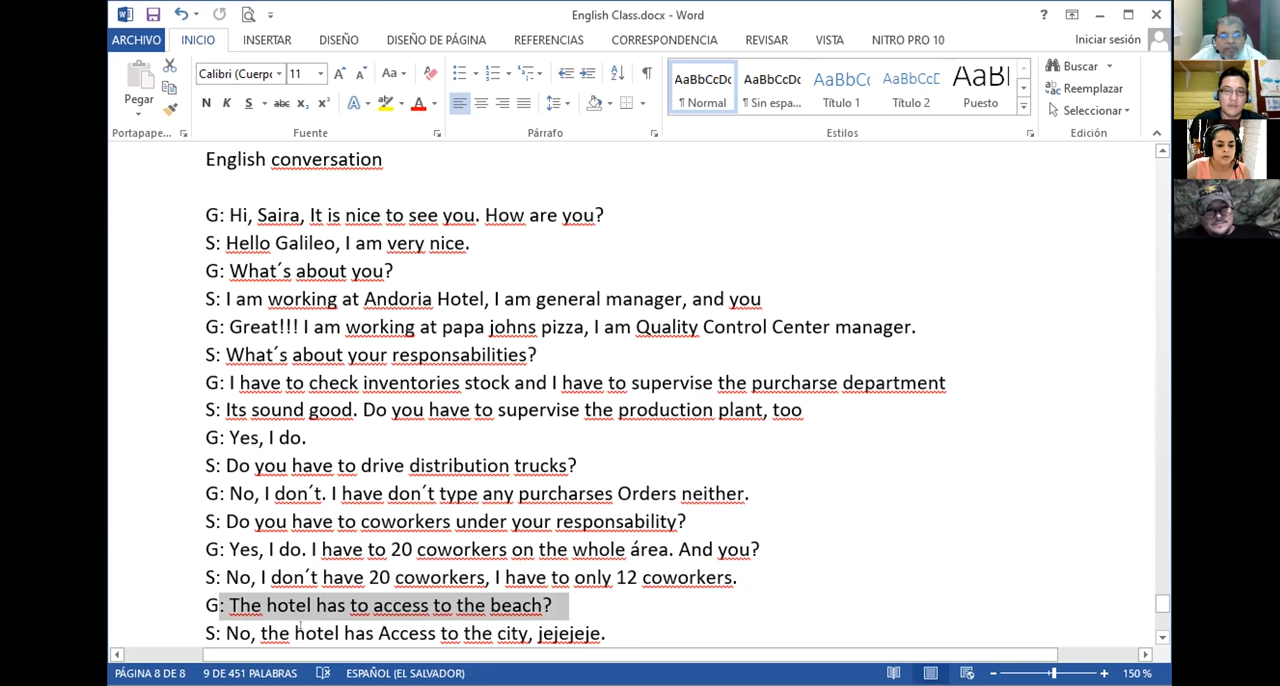 English Class.docx - Word
ARCHIVO INICIO INSERTAR DISEÑO DISEÑO DE PÁGINA REFERENCIAS CORRESPONDENCIA REVISAR VISTA NITRO PRO 10 Iniciar sesión
Pegar
Calibri (Cuerpo 11
N K S abc x₂ x²
AaBbCcDc AaBbCcDc AaBbCc AaBbCcD AaBl
¶ Normal ¶ Sin espa... Título 1 Título 2 Puesto
Buscar
Reemplazar
Seleccionar
Portapape... Fuente Párrafo Estilos Edición
English conversation
G: Hi, Saira, It is nice to see you. How are you?
S: Hello Galileo, I am very nice.
G: What´s about you?
S: I am working at Andoria Hotel, I am general manager, and you
G: Great!!! I am working at papa johns pizza, I am Quality Control Center manager.
S: What´s about your responsabilities?
G: I have to check inventories stock and I have to supervise the purcharse department
S: Its sound good. Do you have to supervise the production plant, too
G: Yes, I do.
S: Do you have to drive distribution trucks?
G: No, I don´t. I have don´t type any purcharses Orders neither.
S: Do you have to coworkers under your responsability?
G: Yes, I do. I have to 20 coworkers on the whole área. And you?
S: No, I don´t have 20 coworkers, I have to only 12 coworkers.
G: The hotel has to access to the beach?
S: No, the hotel has Access to the city, jejejeje.
PÁGINA 8 DE 8 9 DE 451 PALABRAS ESPAÑOL (EL SALVADOR) 150 %